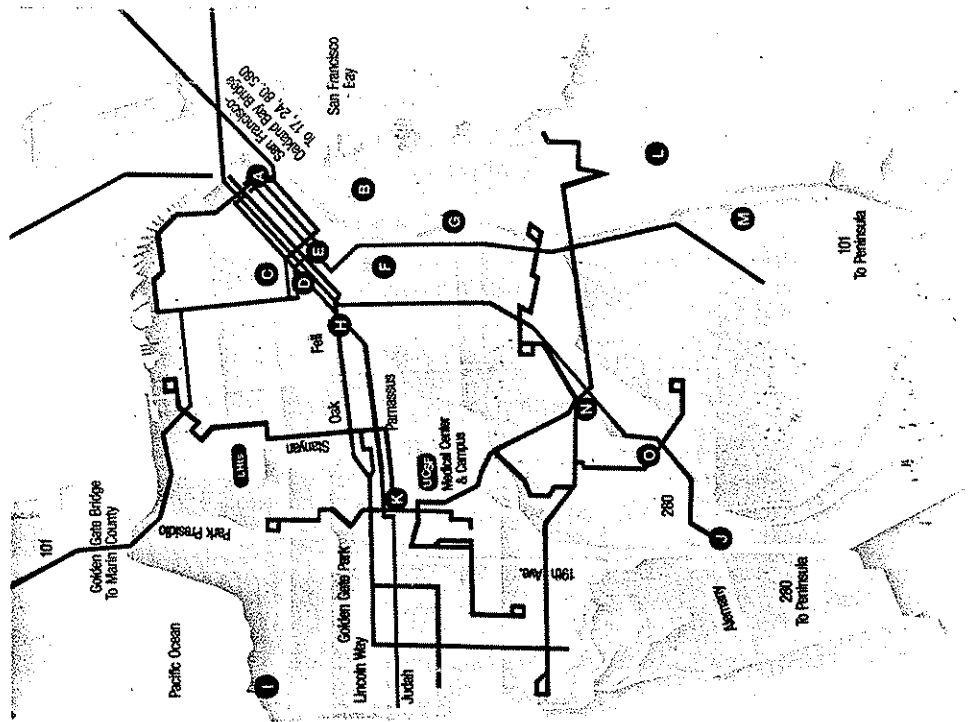 101
Golden Gate Bridge
To Marin County
Pacific Ocean
Park Presidio
Stanyan
Golden Gate Park
Lincoln Way
Judah
Oak
Fell
Parnassus
UCSF
Medical Center
& Campus
19th Ave.
280
Alemany
280
To Peninsula
101
To Peninsula
San Francisco-
Oakland Bay Bridge
To 17, 24, 80, 580
San Francisco
Bay
A
B
C
D
E
F
G
H
I
J
K
L
M
N
O